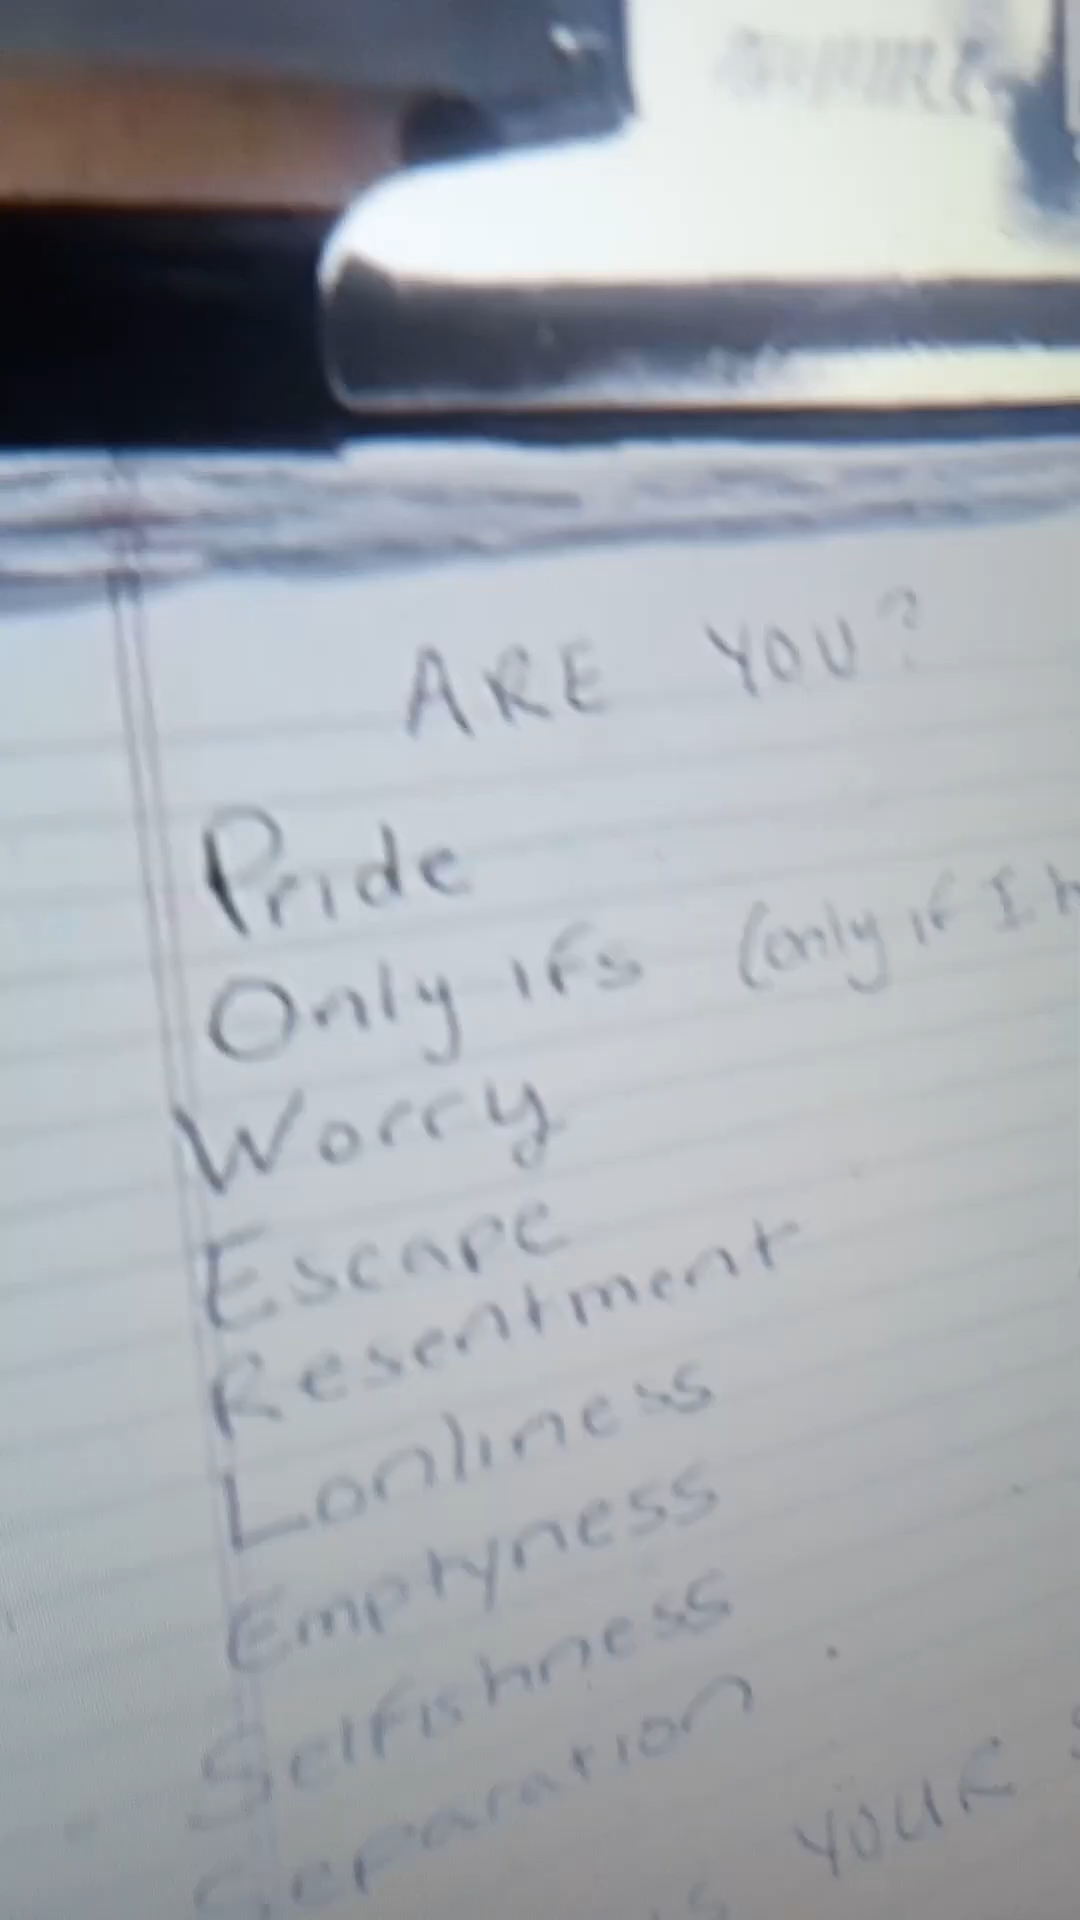 ARE YOU?
Pride
Only ifs (only if I h
Worry
Escape
Resentment
Lonliness
Emptyness
Selfishness
Separation
YOUR